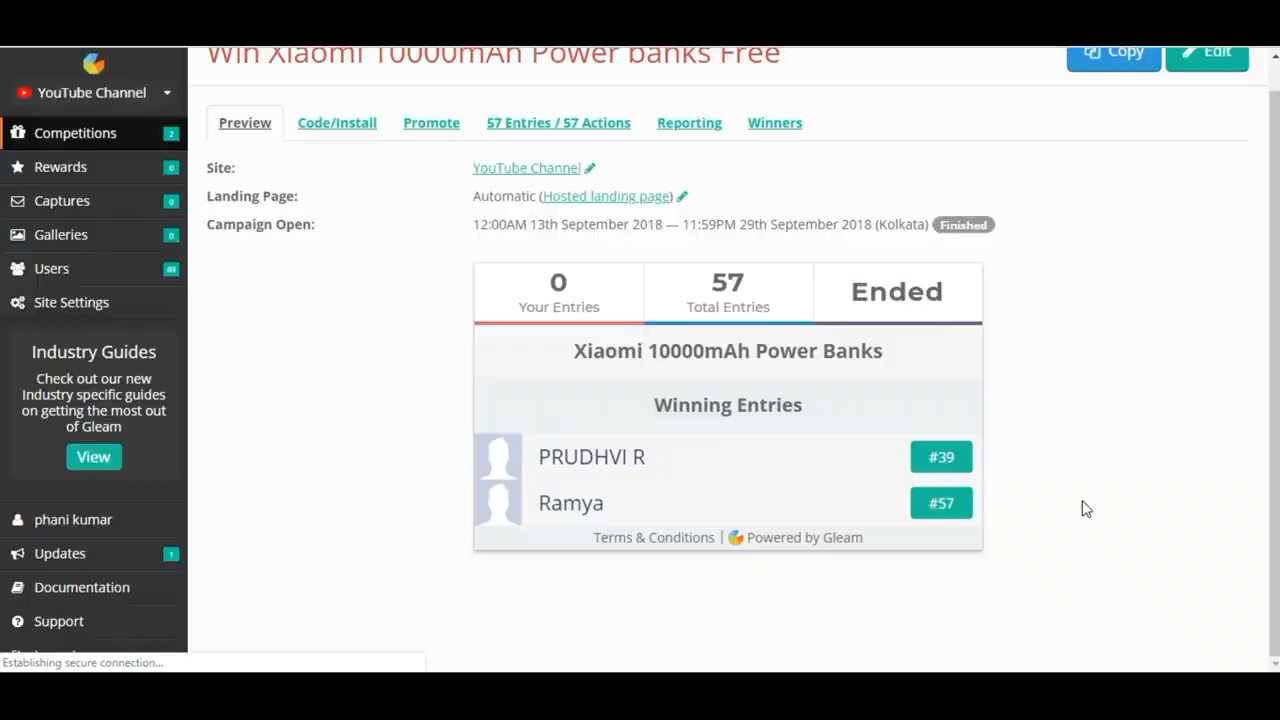 Win Xiaomi 10000mAh Power banks Free
Copy
Edit
YouTube Channel
Competitions 2
Rewards 0
Captures 0
Galleries 0
Users
Site Settings
Industry Guides
Check out our new
Industry specific guides
on getting the most out
of Gleam
View
phani kumar
Updates 1
Documentation
Support
Establishing secure connection...
Preview
Code/Install
Promote
57 Entries / 57 Actions
Reporting
Winners
Site: YouTube Channel
Landing Page: Automatic (Hosted landing page)
Campaign Open: 12:00AM 13th September 2018 — 11:59PM 29th September 2018 (Kolkata) Finished
0
Your Entries
57
Total Entries
Ended
Xiaomi 10000mAh Power Banks
Winning Entries
PRUDHVI R #39
Ramya #57
Terms & Conditions | Powered by Gleam